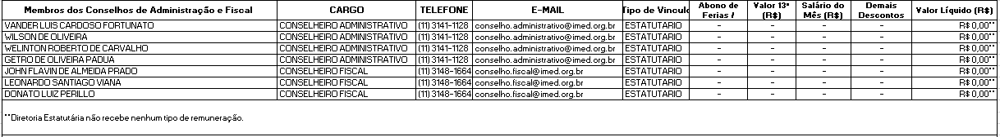 Membros dos Conselhos de Administração e Fiscal CARGO TELEFONE E-MAIL Tipo de Vinculo Abono de Ferias / Valor 13º (R$) Salário do Mês (R$) Demais Descontos Valor Líquido (R$)
VANDER LUIS CARDOSO FORTUNATO CONSELHEIRO ADMINISTRATIVO (11) 3141-1128 conselho.administrativo@imed.org.br ESTATUTARIO - - - - R$ 0,00**
WILSON DE OLIVEIRA CONSELHEIRO ADMINISTRATIVO (11) 3141-1128 conselho.administrativo@imed.org.br ESTATUTARIO - - - - R$ 0,00**
WELINTON ROBERTO DE CARVALHO CONSELHEIRO ADMINISTRATIVO (11) 3141-1128 conselho.administrativo@imed.org.br ESTATUTARIO - - - - R$ 0,00**
GETRO DE OLIVEIRA PADUA CONSELHEIRO ADMINISTRATIVO (11) 3141-1128 conselho.administrativo@imed.org.br ESTATUTARIO - - - - R$ 0,00**
JOHN FLAVIN DE ALMEIDA PRADO CONSELHEIRO FISCAL (11) 3148-1664 conselho.fiscal@imed.org.br ESTATUTARIO - - - - R$ 0,00**
LEONARDO SANTIAGO VIANA CONSELHEIRO FISCAL (11) 3148-1664 conselho.fiscal@imed.org.br ESTATUTARIO - - - - R$ 0,00**
DONATO LUIZ PERILLO CONSELHEIRO FISCAL (11) 3148-1664 conselho.fiscal@imed.org.br ESTATUTARIO - - - - R$ 0,00**
**Diretoria Estatutária não recebe nenhum tipo de remuneração.